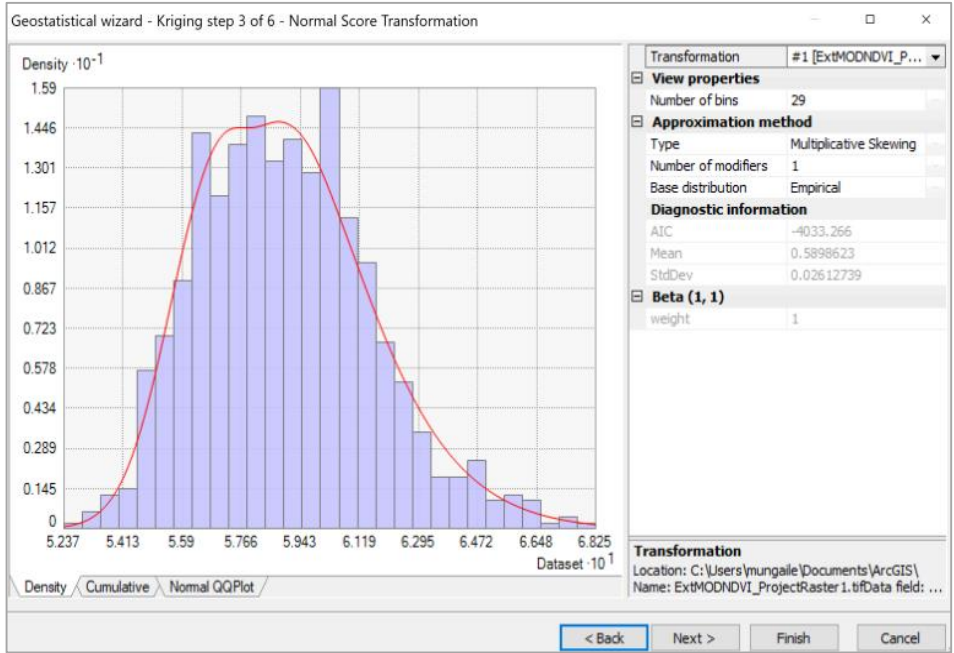 Geostatistical wizard - Kriging step 3 of 6 - Normal Score Transformation
Density ·10-1
1.59
1.446
1.301
1.157
1.012
0.867
0.723
0.578
0.434
0.289
0.145
0
5.237 5.413 5.59 5.766 5.943 6.119 6.295 6.472 6.648 6.825
Dataset ·10 1
Density Cumulative Normal QQPlot
Transformation #1 [ExtMODNDVI_P...
View properties
Number of bins 29
Approximation method
Type Multiplicative Skewing
Number of modifiers 1
Base distribution Empirical
Diagnostic information
AIC -4033.266
Mean 0.5898623
StdDev 0.02612739
Beta (1, 1)
weight 1
Transformation
Location: C:\Users\mungaile\Documents\ArcGIS\
Name: ExtMODNDVI_ProjectRaster1.tifData field: ...
< Back Next > Finish Cancel